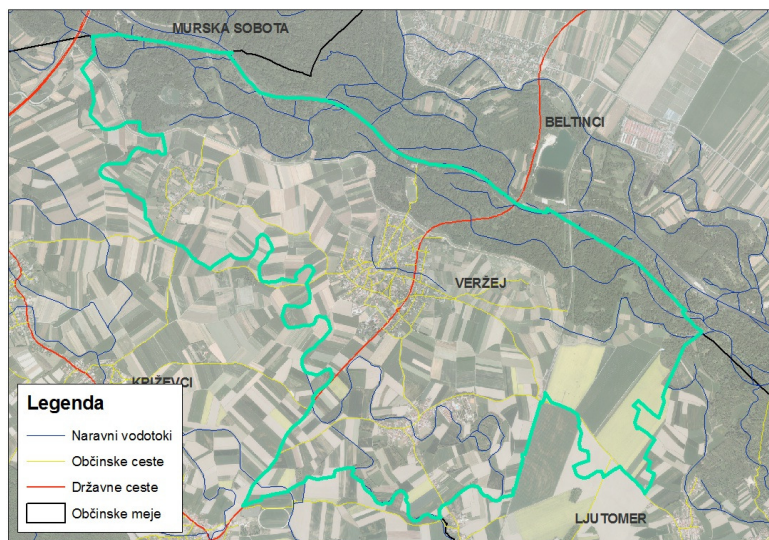 MURSKA SOBOTA
BELTINCI
VERŽEJ
KRIŽEVCI
Legenda
Naravni vodotoki
Občinske ceste
Državne ceste
Občinske meje
LJUTOMER